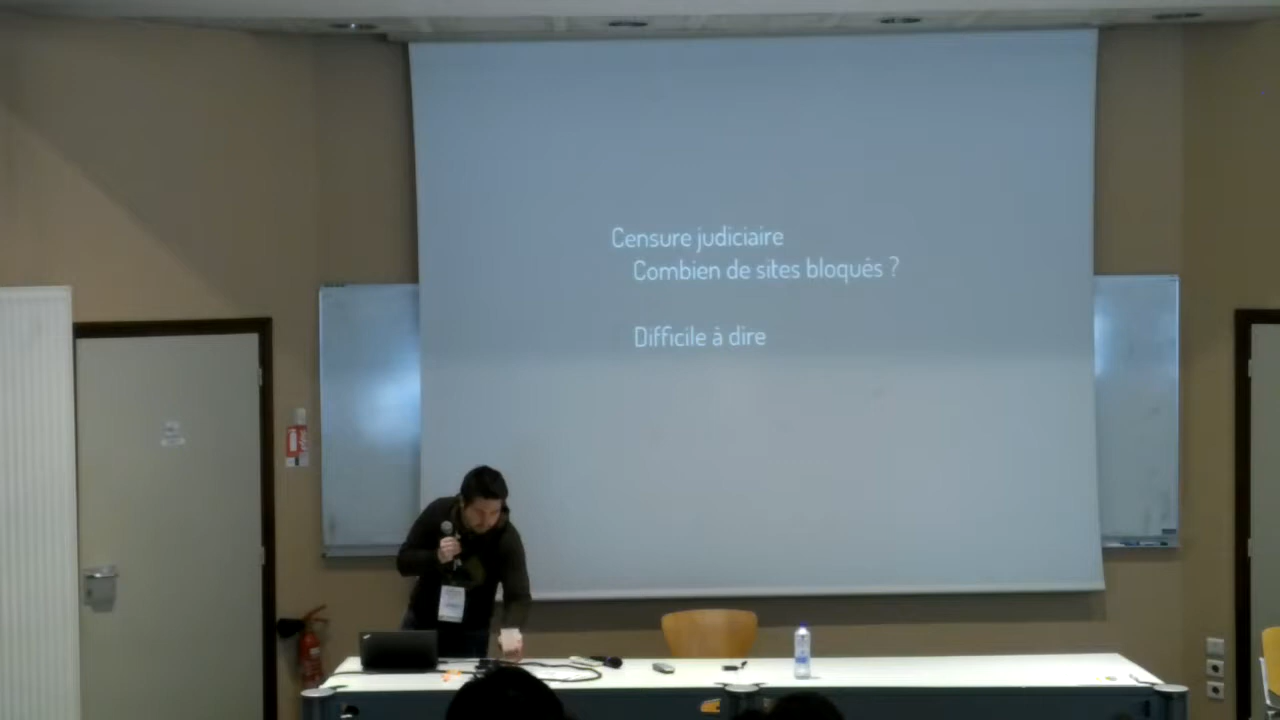 Censure judiciaire
Combien de sites bloqués ?
Difficile à dire